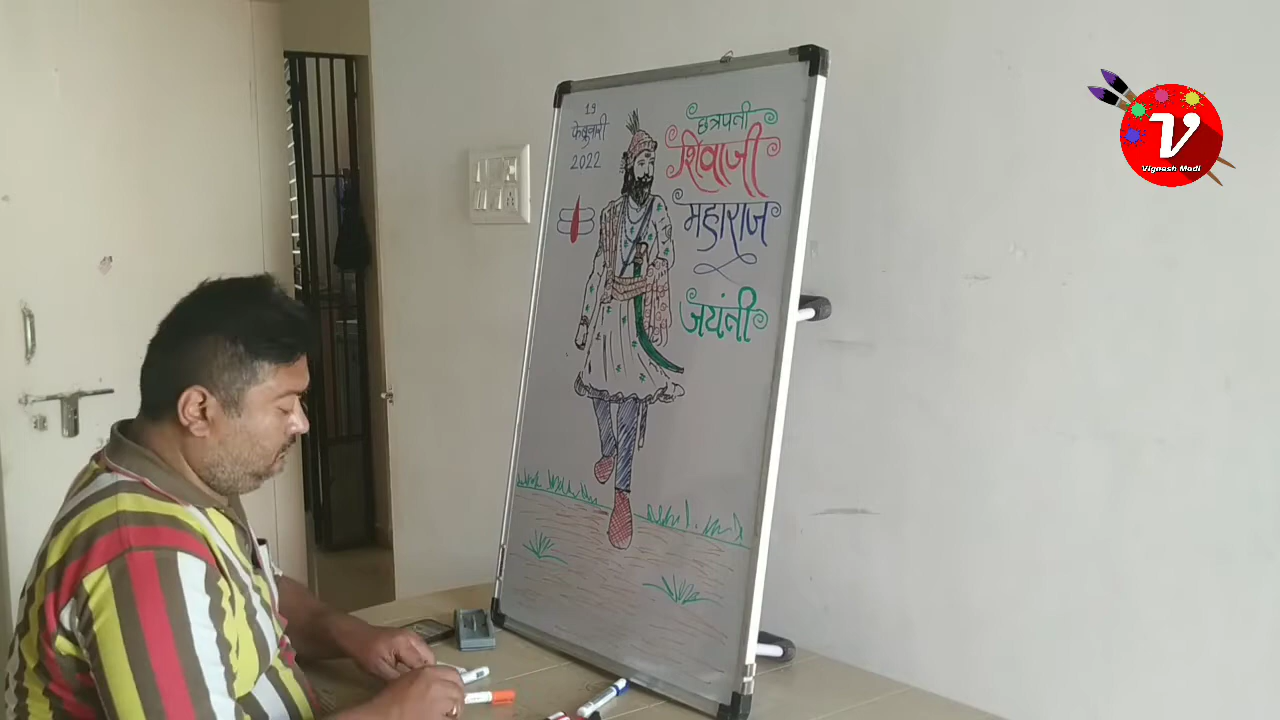 19
फेब्रुवारी
2022
छत्रपती
शिवाजी
महाराज
जयंती
V
Vignesh Modi